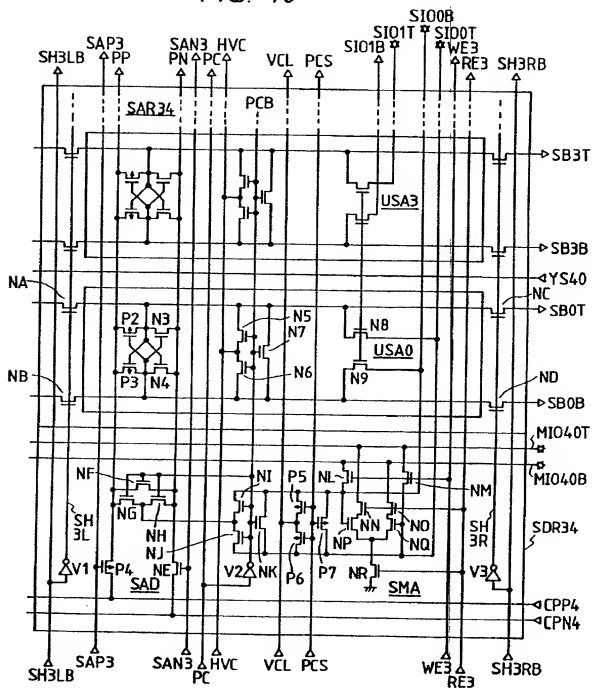 SIO0B
SIO1T SIO0T
SAP3 SAN3 HVC SIO1B WE3
SH3LB PP PN PC VCL PCS RE3 SH3RB
SAR34 PCB
SB3T
USA3
SB3B
NA YS40
NC
SB0T
P2 N3 N5 N7 N8
P3 N4 N6 N9 USA0
NB ND
SB0B
MIO40T
NF NI NL NM MIO40B
NG P5
SH3L NH NN NO SH3R SDR34
NJ NP NQ
V1 P4 NE V2 NK P6 P7 NR V3
SAD SMA
CPP4
CPN4
SH3LB SAP3 SAN3 PC HVC VCL PCS WE3 RE3 SH3RB